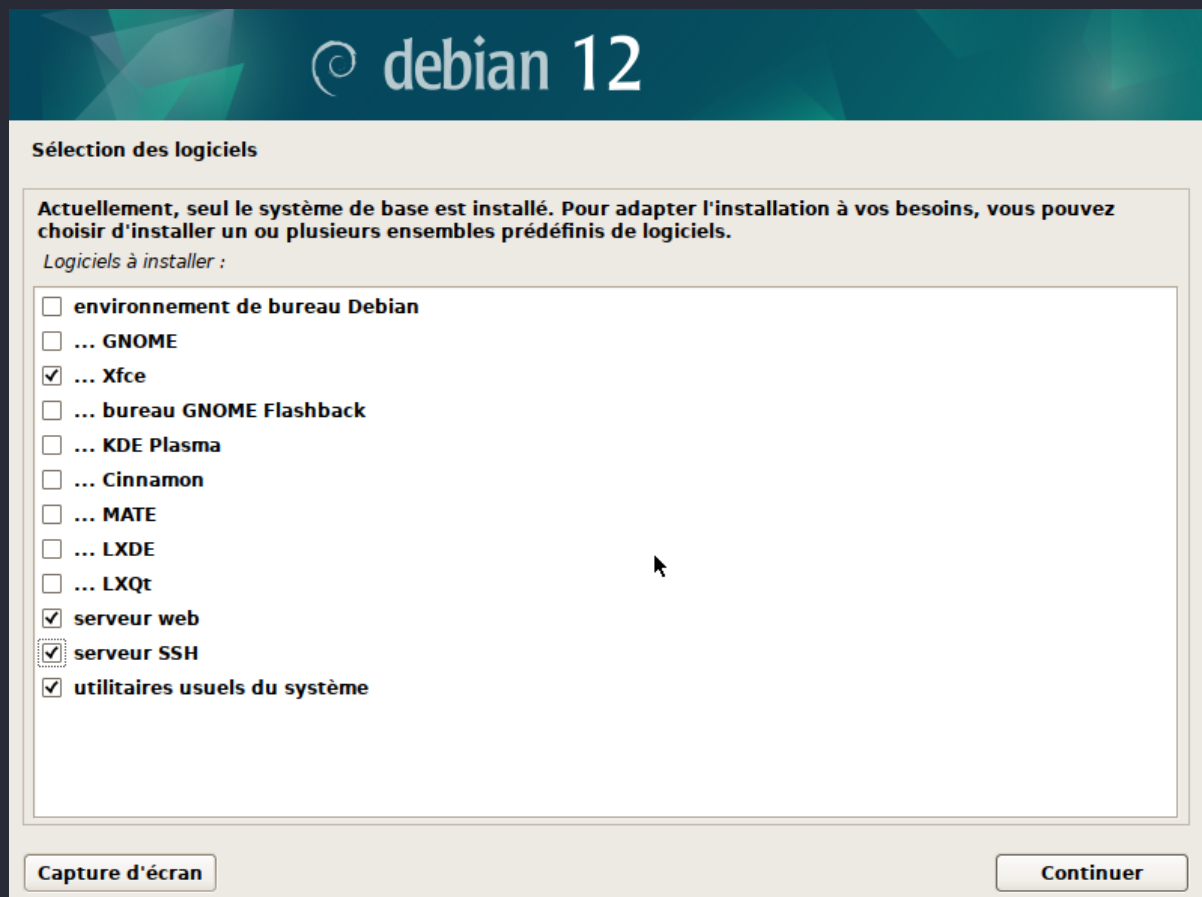 debian 12
Sélection des logiciels
Actuellement, seul le système de base est installé. Pour adapter l'installation à vos besoins, vous pouvez
choisir d'installer un ou plusieurs ensembles prédéfinis de logiciels.
Logiciels à installer :
environnement de bureau Debian
... GNOME
... Xfce
... bureau GNOME Flashback
... KDE Plasma
... Cinnamon
... MATE
... LXDE
... LXQt
serveur web
serveur SSH
utilitaires usuels du système
Capture d'écran
Continuer